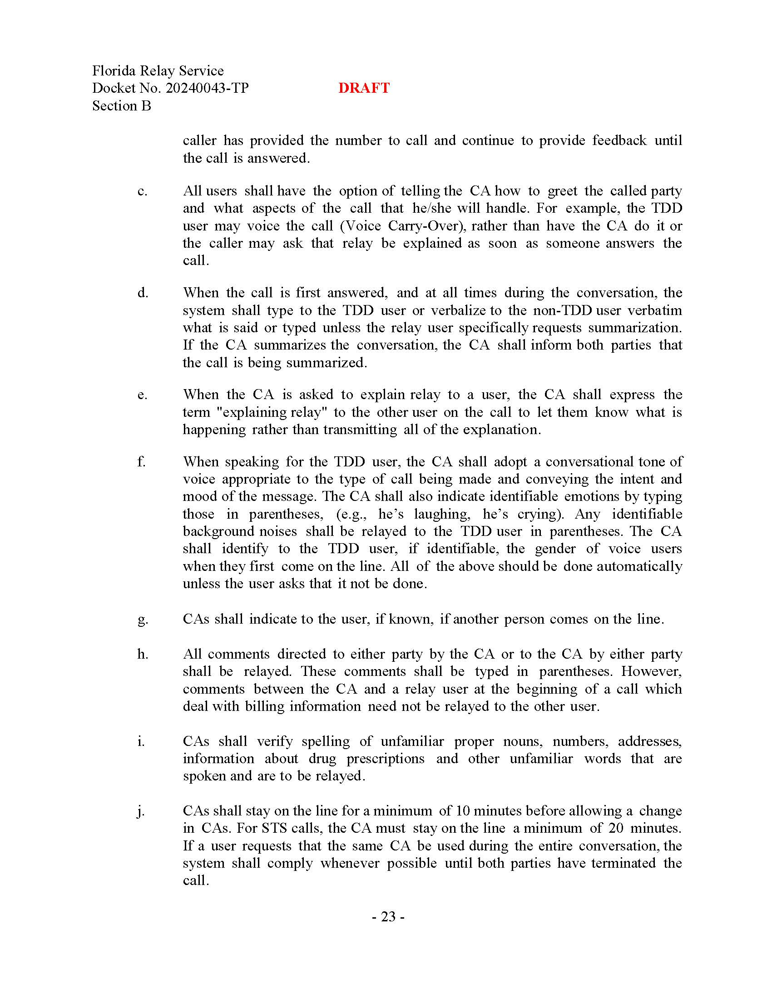 Florida Relay Service
Docket No. 20240043-TP DRAFT
Section B
caller has provided the number to call and continue to provide feedback until
the call is answered.
c. All users shall have the option of telling the CA how to greet the called party
and what aspects of the call that he/she will handle. For example, the TDD
user may voice the call (Voice Carry-Over), rather than have the CA do it or
the caller may ask that relay be explained as soon as someone answers the
call.
d. When the call is first answered, and at all times during the conversation, the
system shall type to the TDD user or verbalize to the non-TDD user verbatim
what is said or typed unless the relay user specifically requests summarization.
If the CA summarizes the conversation, the CA shall inform both parties that
the call is being summarized.
e. When the CA is asked to explain relay to a user, the CA shall express the
term "explaining relay" to the other user on the call to let them know what is
happening rather than transmitting all of the explanation.
f. When speaking for the TDD user, the CA shall adopt a conversational tone of
voice appropriate to the type of call being made and conveying the intent and
mood of the message. The CA shall also indicate identifiable emotions by typing
those in parentheses, (e.g., he’s laughing, he’s crying). Any identifiable
background noises shall be relayed to the TDD user in parentheses. The CA
shall identify to the TDD user, if identifiable, the gender of voice users
when they first come on the line. All of the above should be done automatically
unless the user asks that it not be done.
g. CAs shall indicate to the user, if known, if another person comes on the line.
h. All comments directed to either party by the CA or to the CA by either party
shall be relayed. These comments shall be typed in parentheses. However,
comments between the CA and a relay user at the beginning of a call which
deal with billing information need not be relayed to the other user.
i. CAs shall verify spelling of unfamiliar proper nouns, numbers, addresses,
information about drug prescriptions and other unfamiliar words that are
spoken and are to be relayed.
j. CAs shall stay on the line for a minimum of 10 minutes before allowing a change
in CAs. For STS calls, the CA must stay on the line a minimum of 20 minutes.
If a user requests that the same CA be used during the entire conversation, the
system shall comply whenever possible until both parties have terminated the
call.
- 23 -